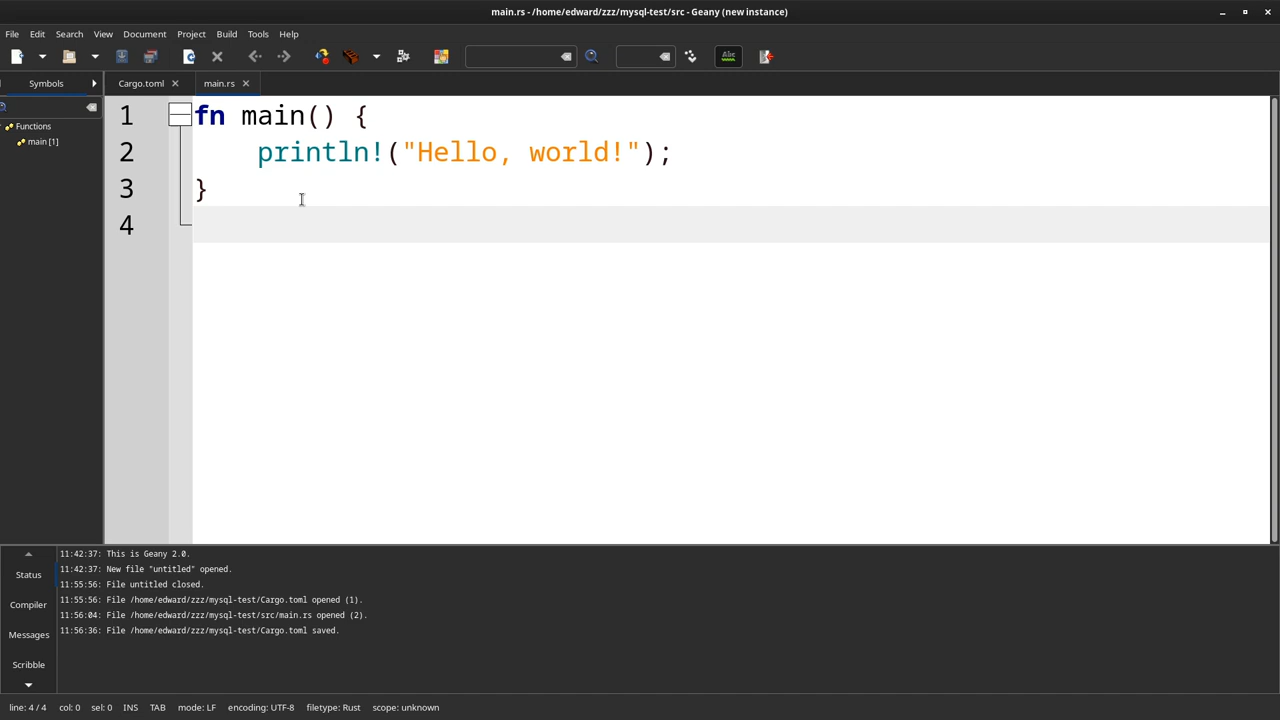 main.rs - /home/edward/zzz/mysql-test/src - Geany (new instance)
File Edit Search View Document Project Build Tools Help
Abc
Symbols
Cargo.toml
main.rs
Functions
main [1]
1 fn main() {
2     println!("Hello, world!");
3 }
4
Status
Compiler
Messages
Scribble
11:42:37: This is Geany 2.0.
11:42:37: New file "untitled" opened.
11:55:56: File untitled closed.
11:55:56: File /home/edward/zzz/mysql-test/Cargo.toml opened (1).
11:56:04: File /home/edward/zzz/mysql-test/src/main.rs opened (2).
11:56:36: File /home/edward/zzz/mysql-test/Cargo.toml saved.
line: 4 / 4 col: 0 sel: 0 INS TAB mode: LF encoding: UTF-8 filetype: Rust scope: unknown